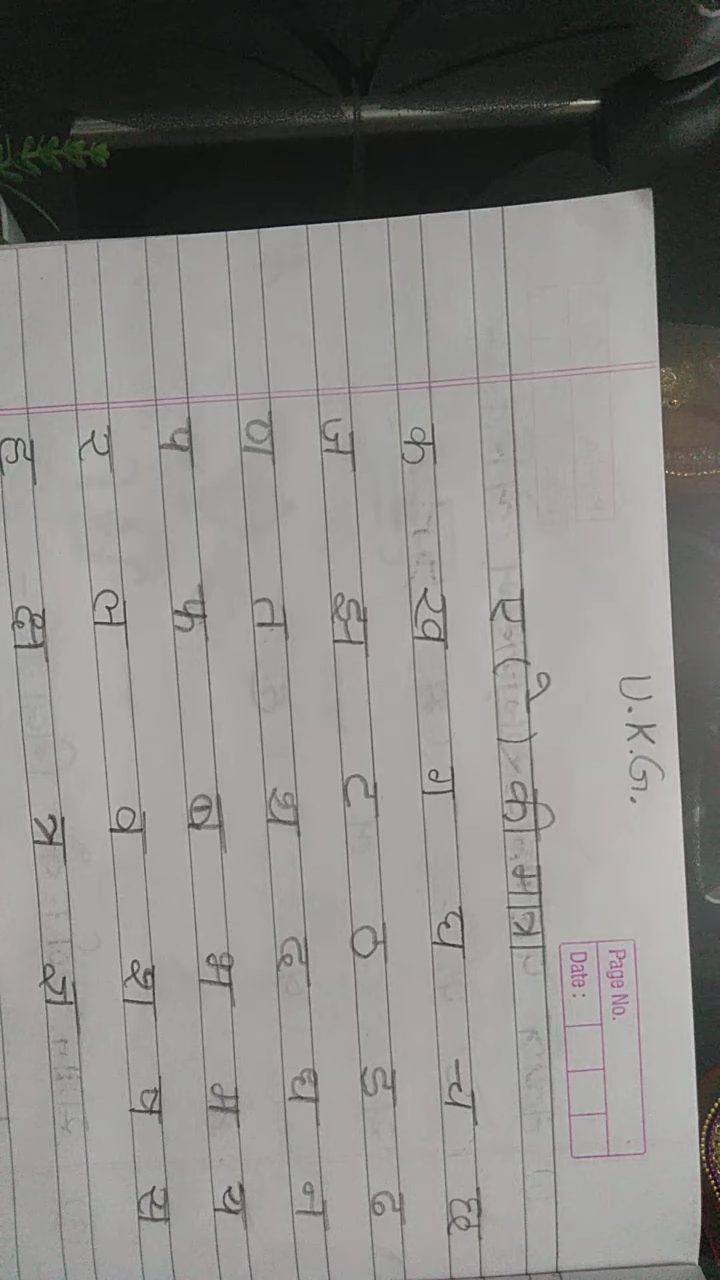 U.K.G.
Page No.
Date :
ए (े) की मात्रा
क ख ग घ च छ
ज झ ट ठ ड ढ
ण त थ द ध न
प फ ब भ म य
र ल व श ष स
ह क्ष त्र ज्ञ